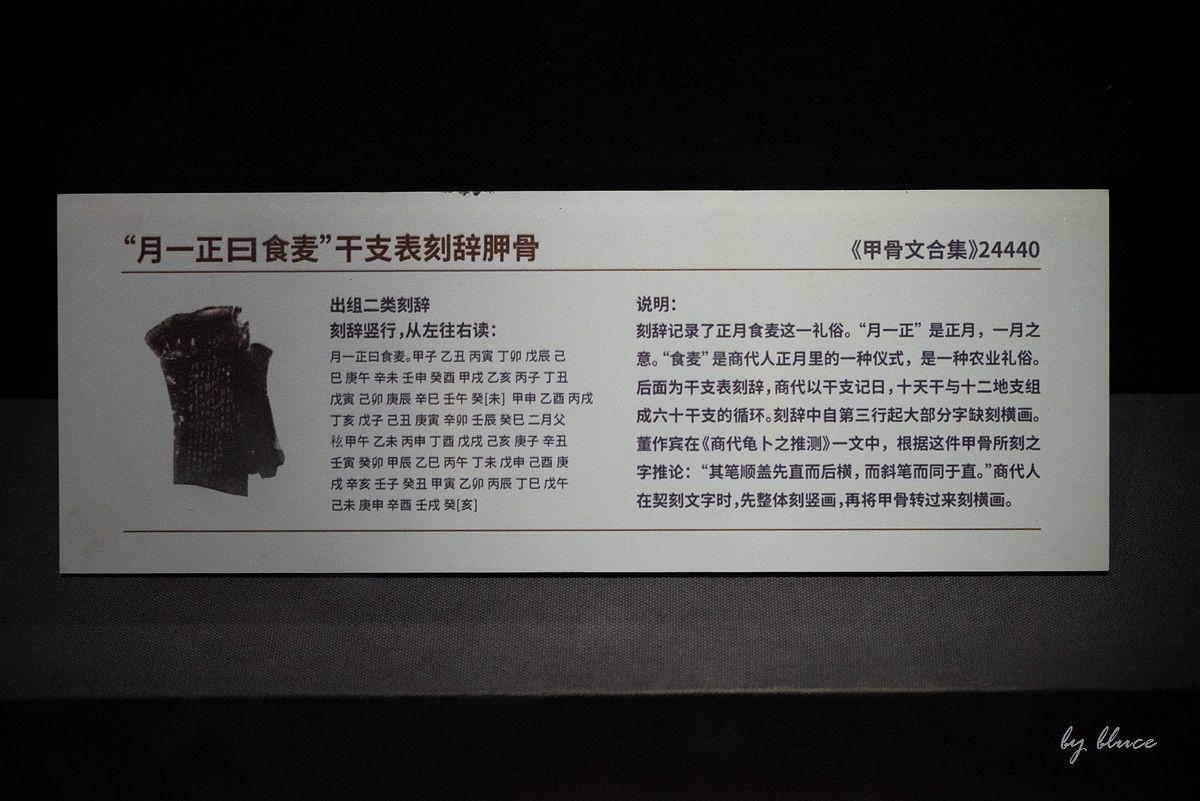 “月一正曰食麦”干支表刻辞胛骨
《甲骨文合集》24440
出组二类刻辞
刻辞竖行，从左往右读：
月一正曰食麦。甲子 乙丑 丙寅 丁卯 戊辰 己
巳 庚午 辛未 壬申 癸酉 甲戌 乙亥 丙子 丁丑
戊寅 己卯 庚辰 辛巳 壬午 癸[未] 甲申 乙酉 丙戌
丁亥 戊子 己丑 庚寅 辛卯 壬辰 癸巳 二月父
𥘅甲午 乙未 丙申 丁酉 戊戌 己亥 庚子 辛丑
壬寅 癸卯 甲辰 乙巳 丙午 丁未 戊申 己酉 庚
戌 辛亥 壬子 癸丑 甲寅 乙卯 丙辰 丁巳 戊午
己未 庚申 辛酉 壬戌 癸[亥]
说明：
刻辞记录了正月食麦这一礼俗。“月一正”是正月，一月之
意。“食麦”是商代人正月里的一种仪式，是一种农业礼俗。
后面为干支表刻辞，商代以干支记日，十天干与十二地支组
成六十干支的循环。刻辞中自第三行起大部分字缺刻横画。
董作宾在《商代龟卜之推测》一文中，根据这件甲骨所刻之
字推论：“其笔顺盖先直而后横，而斜笔而同于直。”商代人
在契刻文字时，先整体刻竖画，再将甲骨转过来刻横画。
by bluce